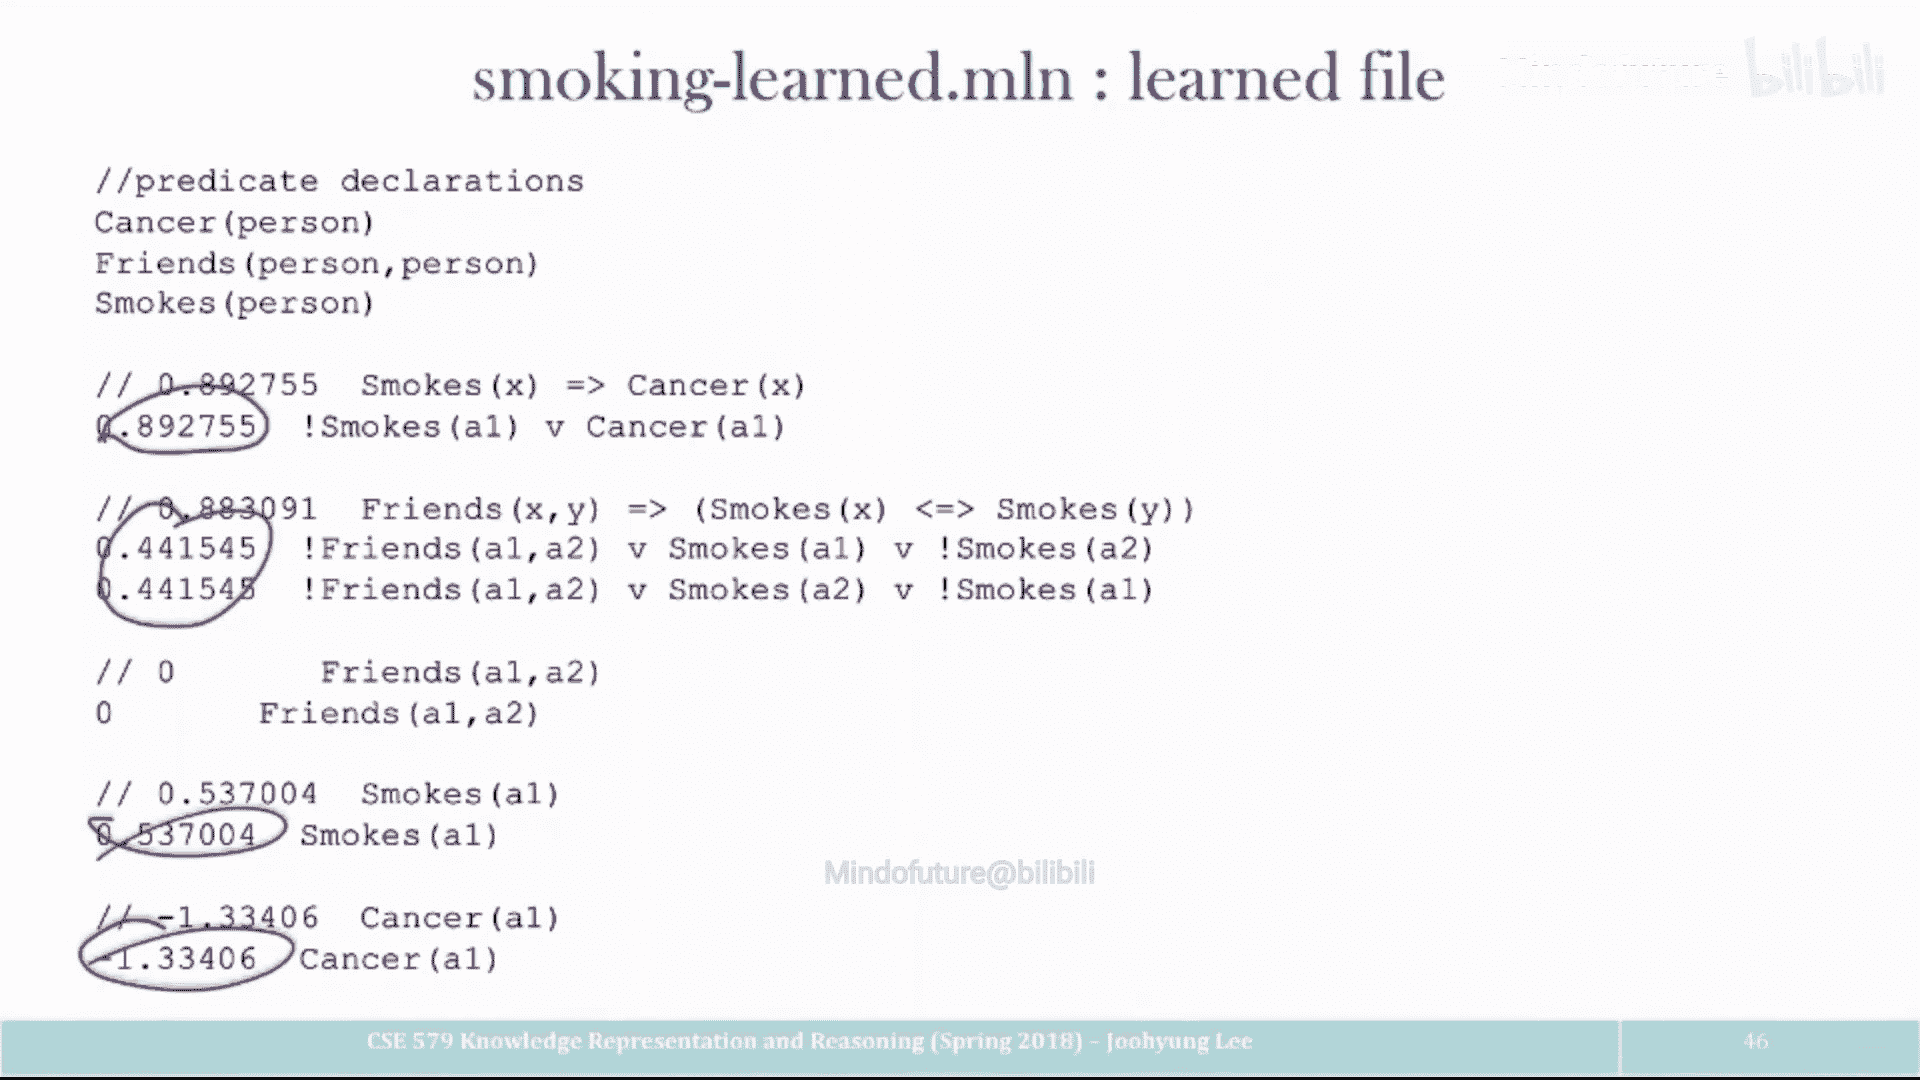 smoking-learned.mln : learned file
bilibili
//predicate declarations
Cancer(person)
Friends(person,person)
Smokes(person)
// 0.892755 Smokes(x) => Cancer(x)
0.892755 !Smokes(a1) v Cancer(a1)
// 0.883091 Friends(x,y) => (Smokes(x) <=> Smokes(y))
0.441545 !Friends(a1,a2) v Smokes(a1) v !Smokes(a2)
0.441545 !Friends(a1,a2) v Smokes(a2) v !Smokes(a1)
// 0 Friends(a1,a2)
0 Friends(a1,a2)
// 0.537004 Smokes(a1)
0.537004 Smokes(a1)
Mindofuture@bilibili
// -1.33406 Cancer(a1)
-1.33406 Cancer(a1)
CSE 579 Knowledge Representation and Reasoning (Spring 2018) – Joohyung Lee
46